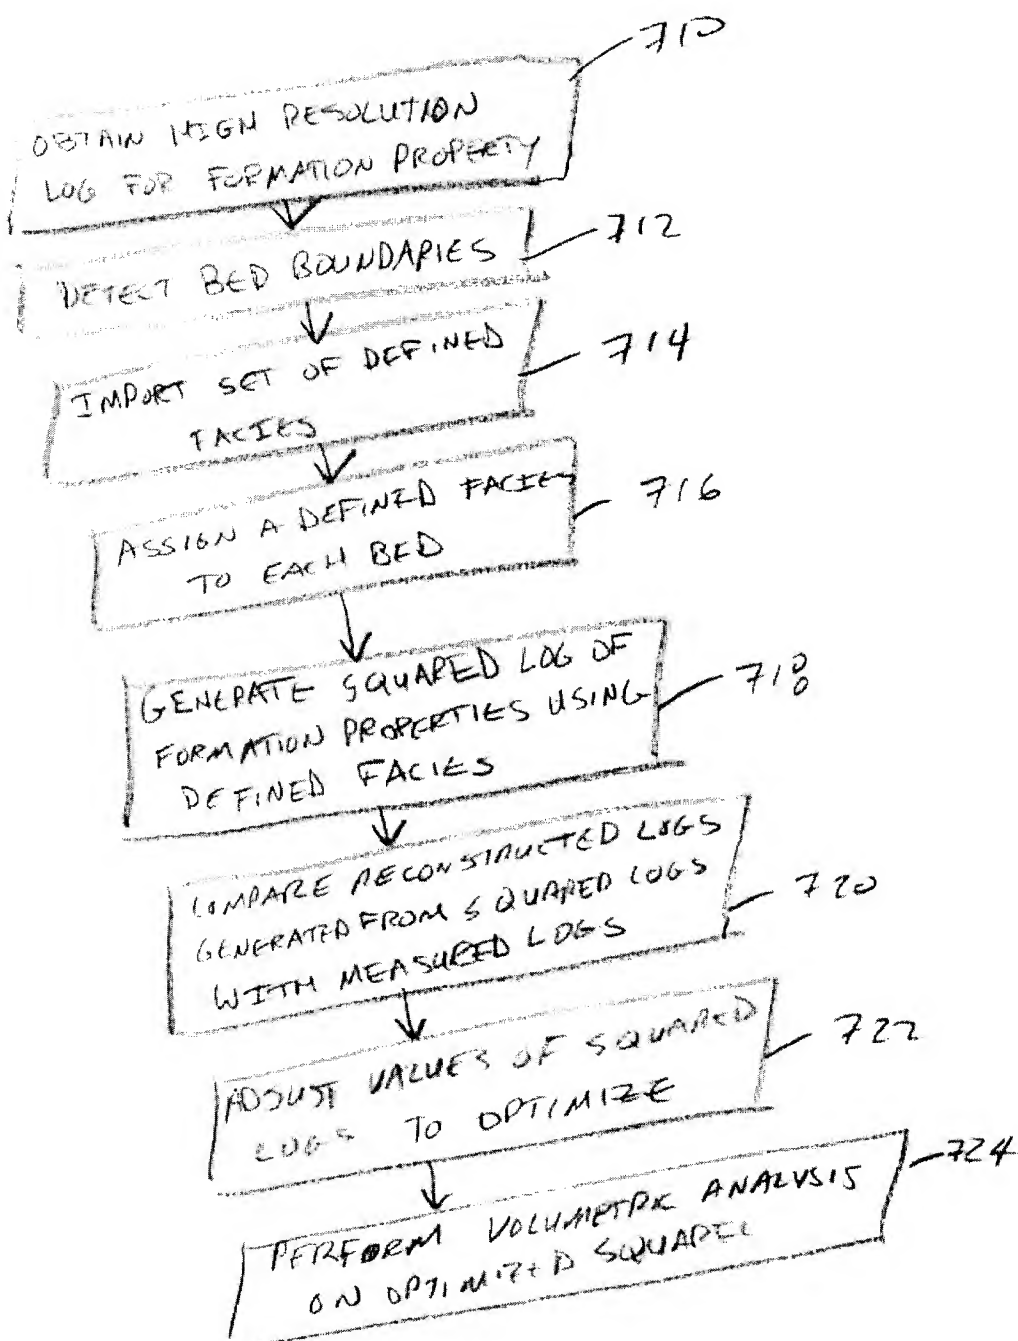 710
OBTAIN HIGH RESOLUTION
LOG FOR FORMATION PROPERTY
712
DETECT BED BOUNDARIES
714
IMPORT SET OF DEFINED
FACIES
716
ASSIGN A DEFINED FACIES
TO EACH BED
GENERATE SQUARED LOG OF
718
FORMATION PROPERTIES USING
DEFINED FACIES
COMPARE RECONSTRUCTED LOGS
720
GENERATED FROM SQUARED LOGS
WITH MEASURED LOGS
722
ADJUST VALUES OF SQUARED
LOGS TO OPTIMIZE
724
PERFORM VOLUMETRIC ANALYSIS
ON OPTIMIZED SQUARED